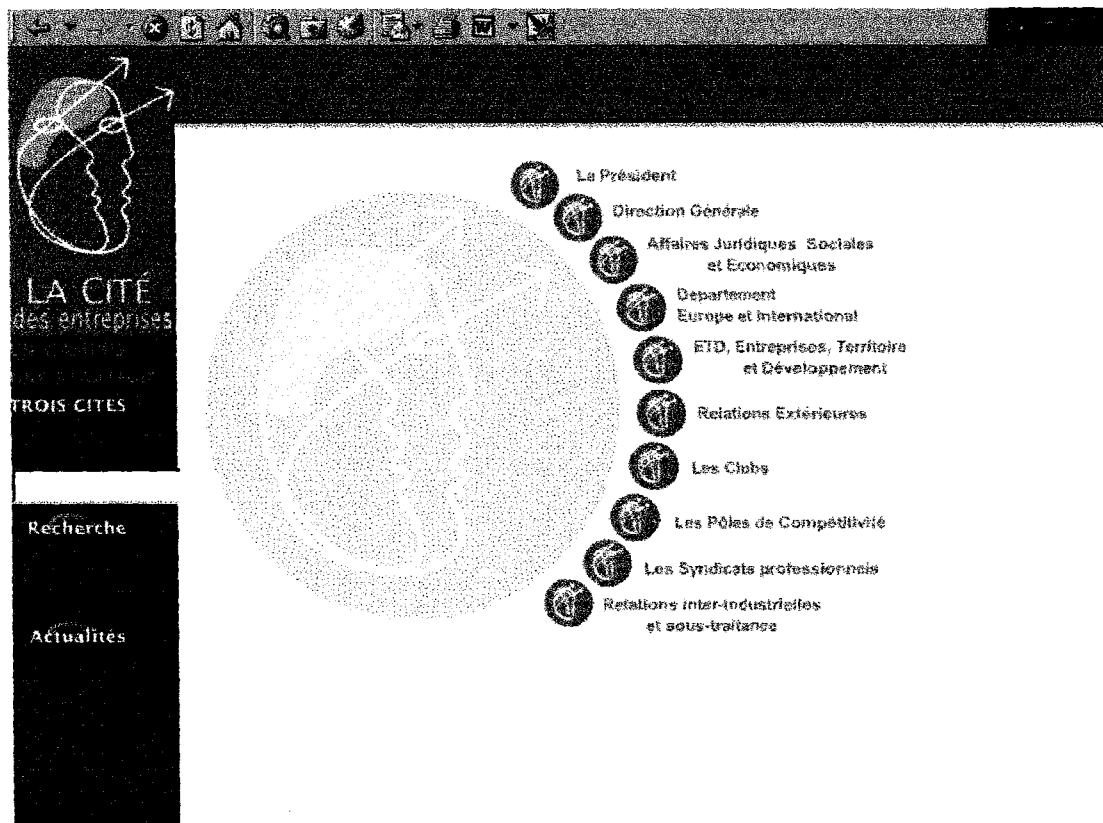 LA CITÉ
des entreprises
TROIS CITES
Recherche
Actualités
Le Président
Direction Générale
Affaires Juridiques Sociales
et Economiques
Département
Europe et International
ETD, Entreprises, Territoire
et Développement
Relations Extérieures
Les Clubs
Les Pôles de Compétitivité
Les Syndicats professionnels
Relations inter-industrielles
et sous-traitance